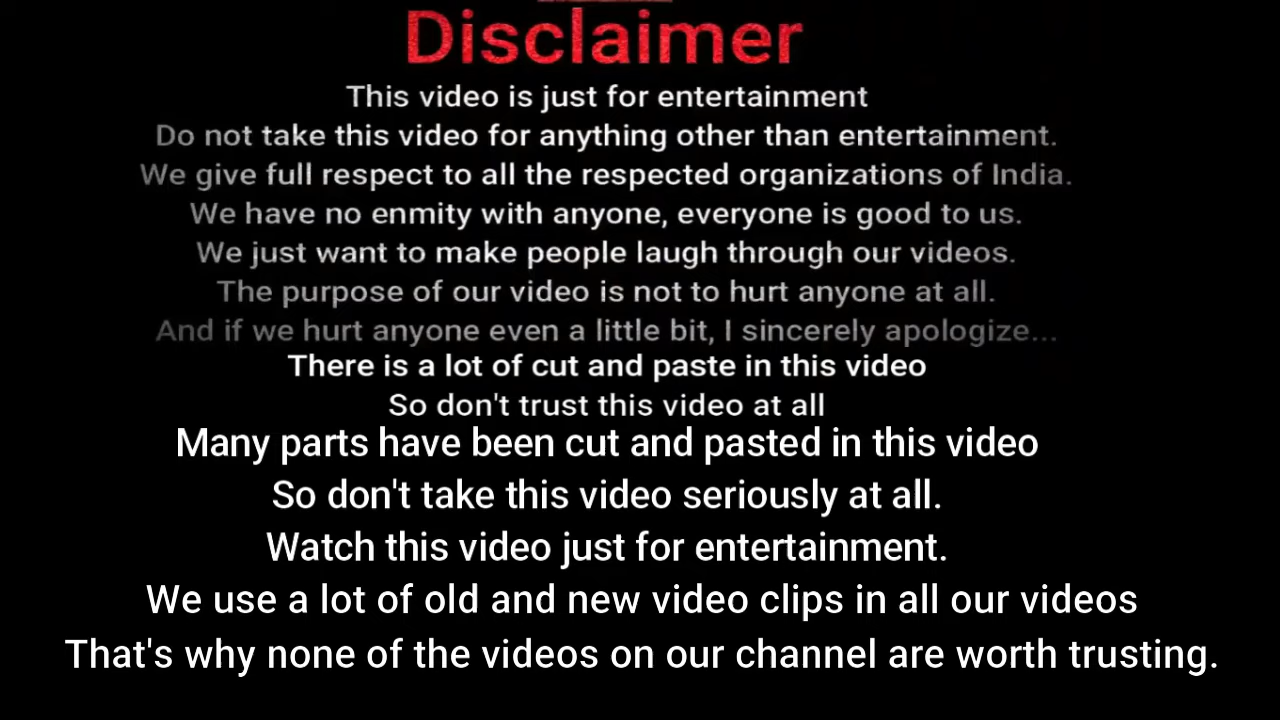 Disclaimer
This video is just for entertainment
Do not take this video for anything other than entertainment.
We give full respect to all the respected organizations of India.
We have no enmity with anyone, everyone is good to us.
We just want to make people laugh through our videos.
The purpose of our video is not to hurt anyone at all.
And if we hurt anyone even a little bit, I sincerely apologize...
There is a lot of cut and paste in this video
So don't trust this video at all
Many parts have been cut and pasted in this video
So don't take this video seriously at all.
Watch this video just for entertainment.
We use a lot of old and new video clips in all our videos
That's why none of the videos on our channel are worth trusting.